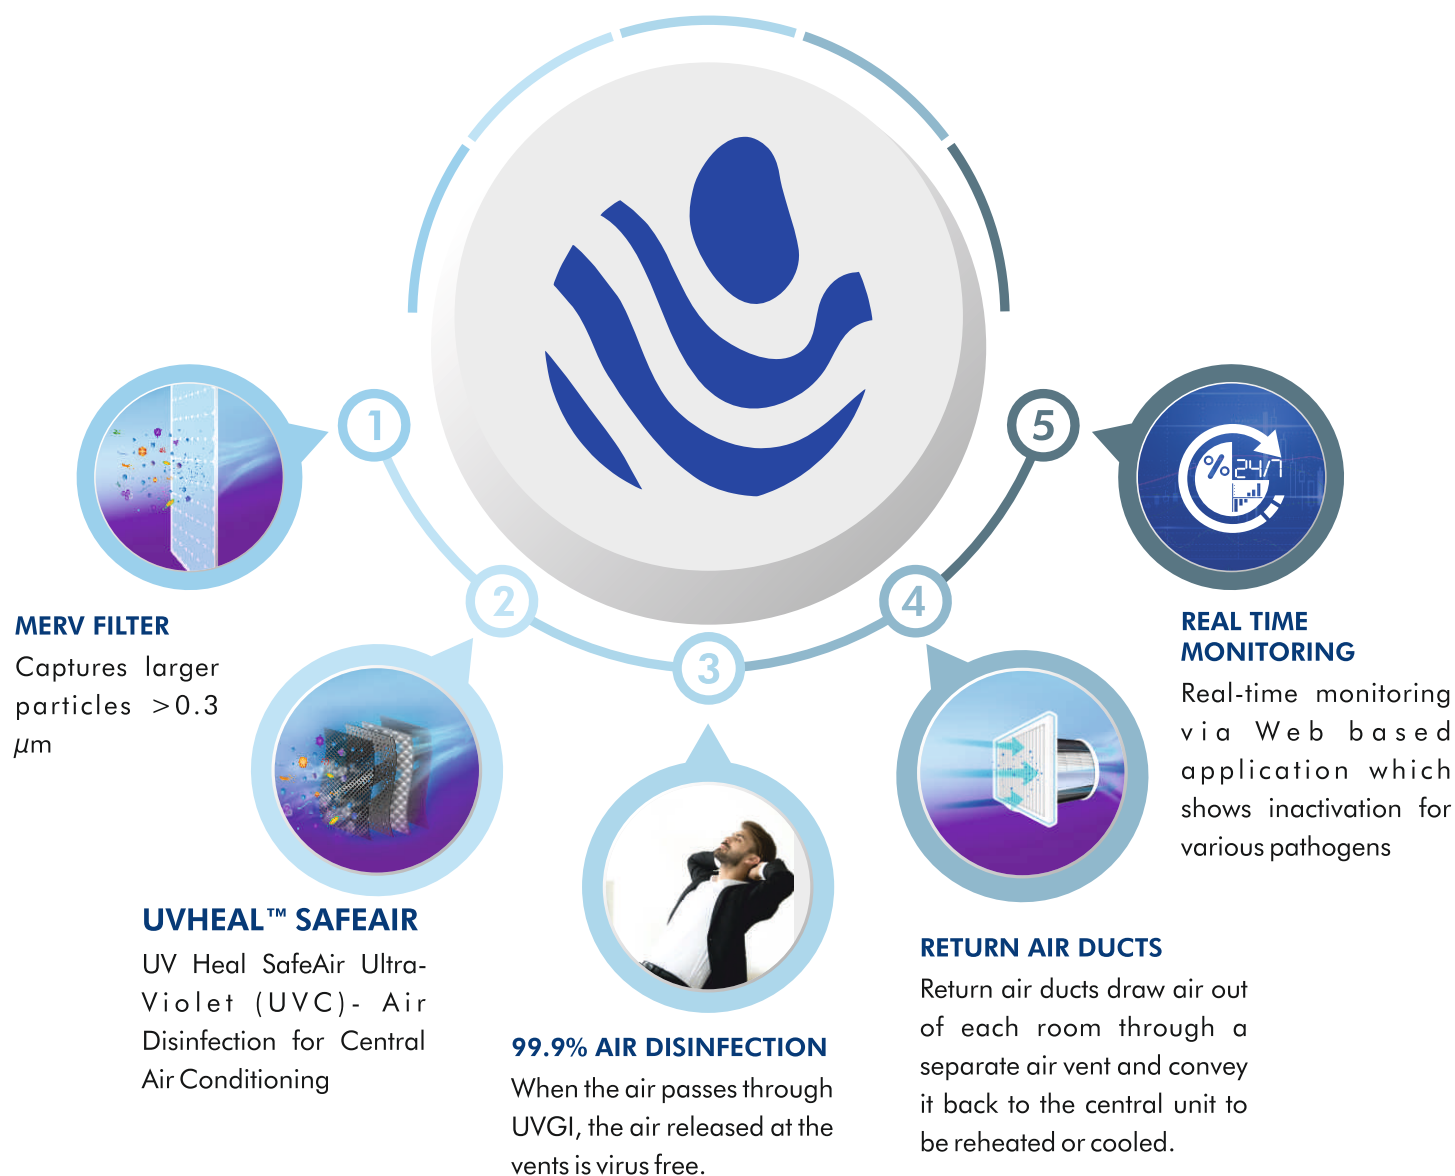 1
MERV FILTER
Captures larger
particles >0.3
μm
2
UVHEAL™ SAFEAIR
UV Heal SafeAir Ultra-
Violet (UVC)- Air
Disinfection for Central
Air Conditioning
3
99.9% AIR DISINFECTION
When the air passes through
UVGI, the air released at the
vents is virus free.
4
RETURN AIR DUCTS
Return air ducts draw air out
of each room through a
separate air vent and convey
it back to the central unit to
be reheated or cooled.
5
% 24/7
REAL TIME
MONITORING
Real-time monitoring
via Web based
application which
shows inactivation for
various pathogens